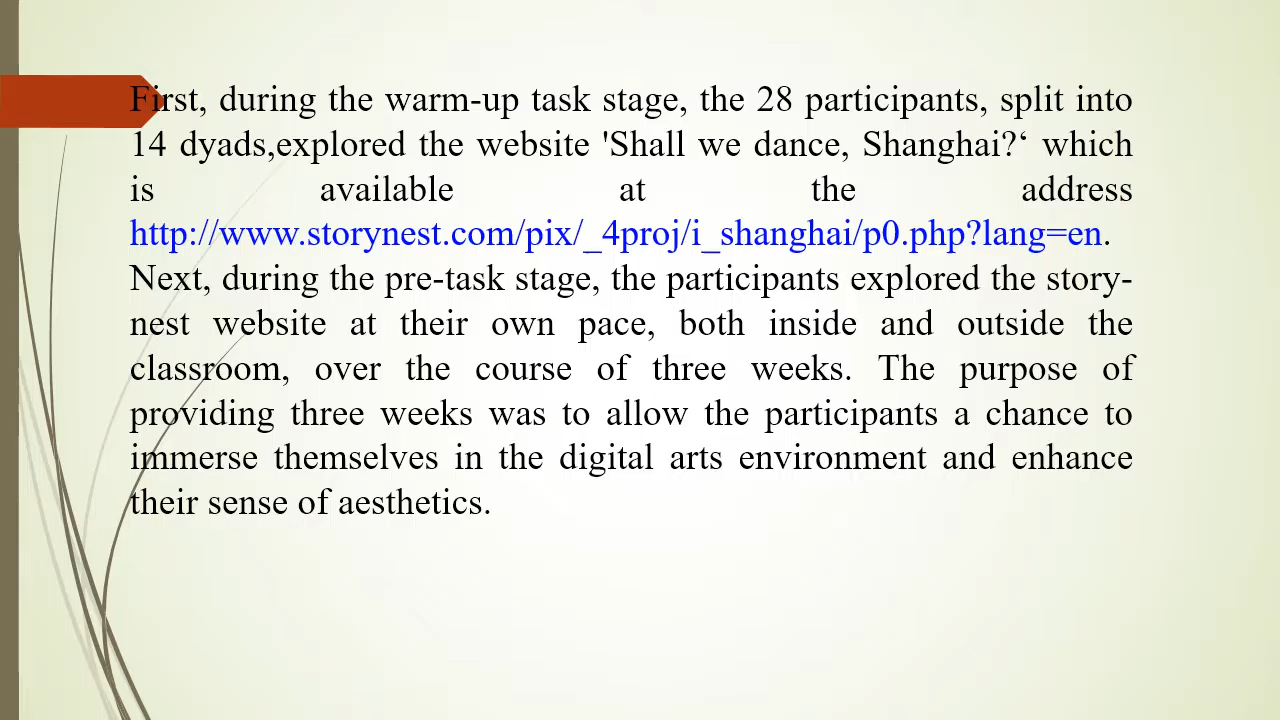 First, during the warm-up task stage, the 28 participants, split into
14 dyads,explored the website 'Shall we dance, Shanghai?‘ which
is available at the address
http://www.storynest.com/pix/_4proj/i_shanghai/p0.php?lang=en.
Next, during the pre-task stage, the participants explored the story-
nest website at their own pace, both inside and outside the
classroom, over the course of three weeks. The purpose of
providing three weeks was to allow the participants a chance to
immerse themselves in the digital arts environment and enhance
their sense of aesthetics.